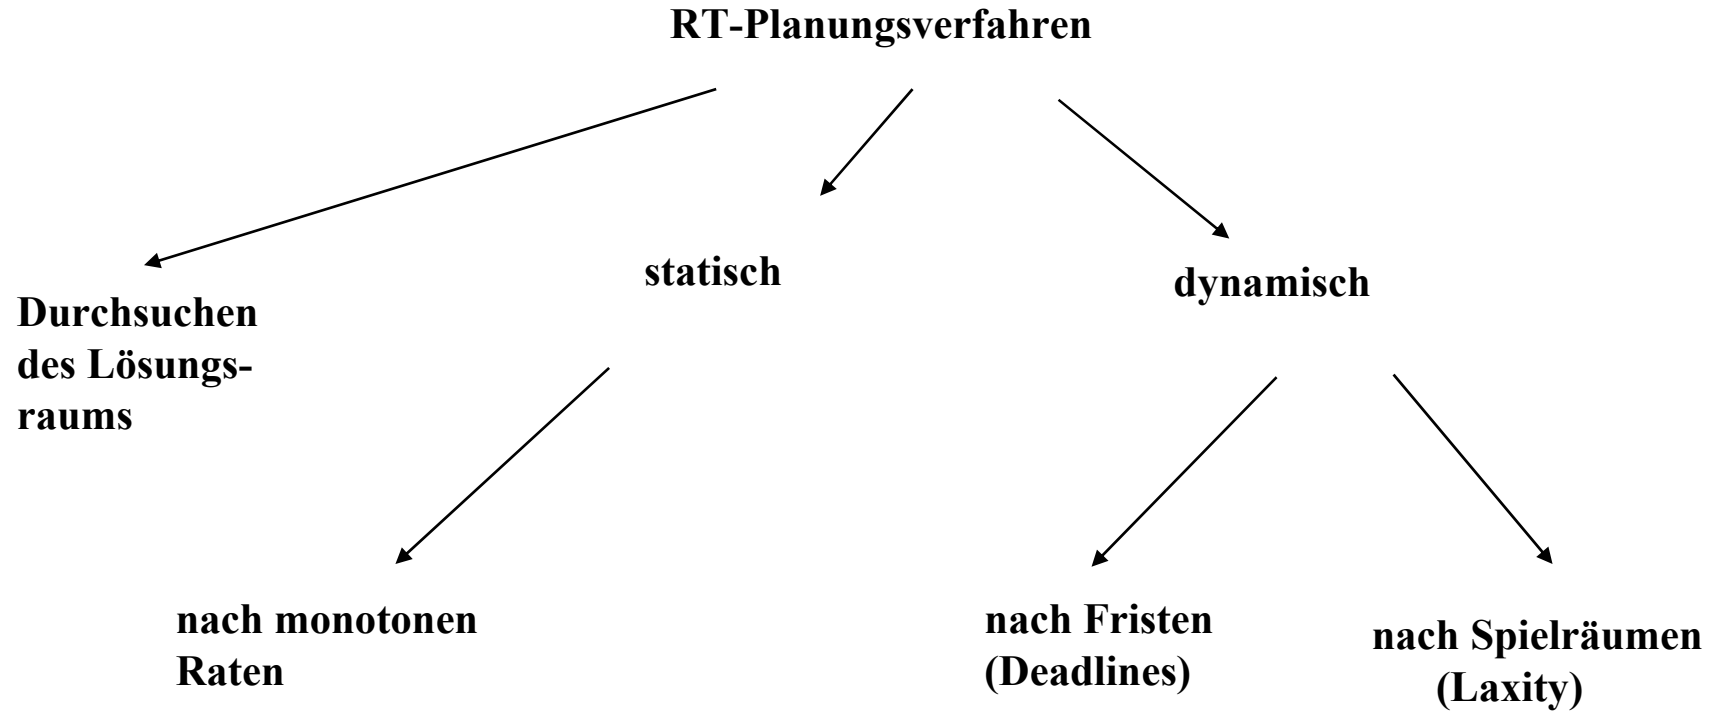 RT-Planungsverfahren
statisch
dynamisch
Durchsuchen
des Lösungs-
raums
nach monotonen
Raten
nach Fristen
(Deadlines)
nach Spielräumen
(Laxity)